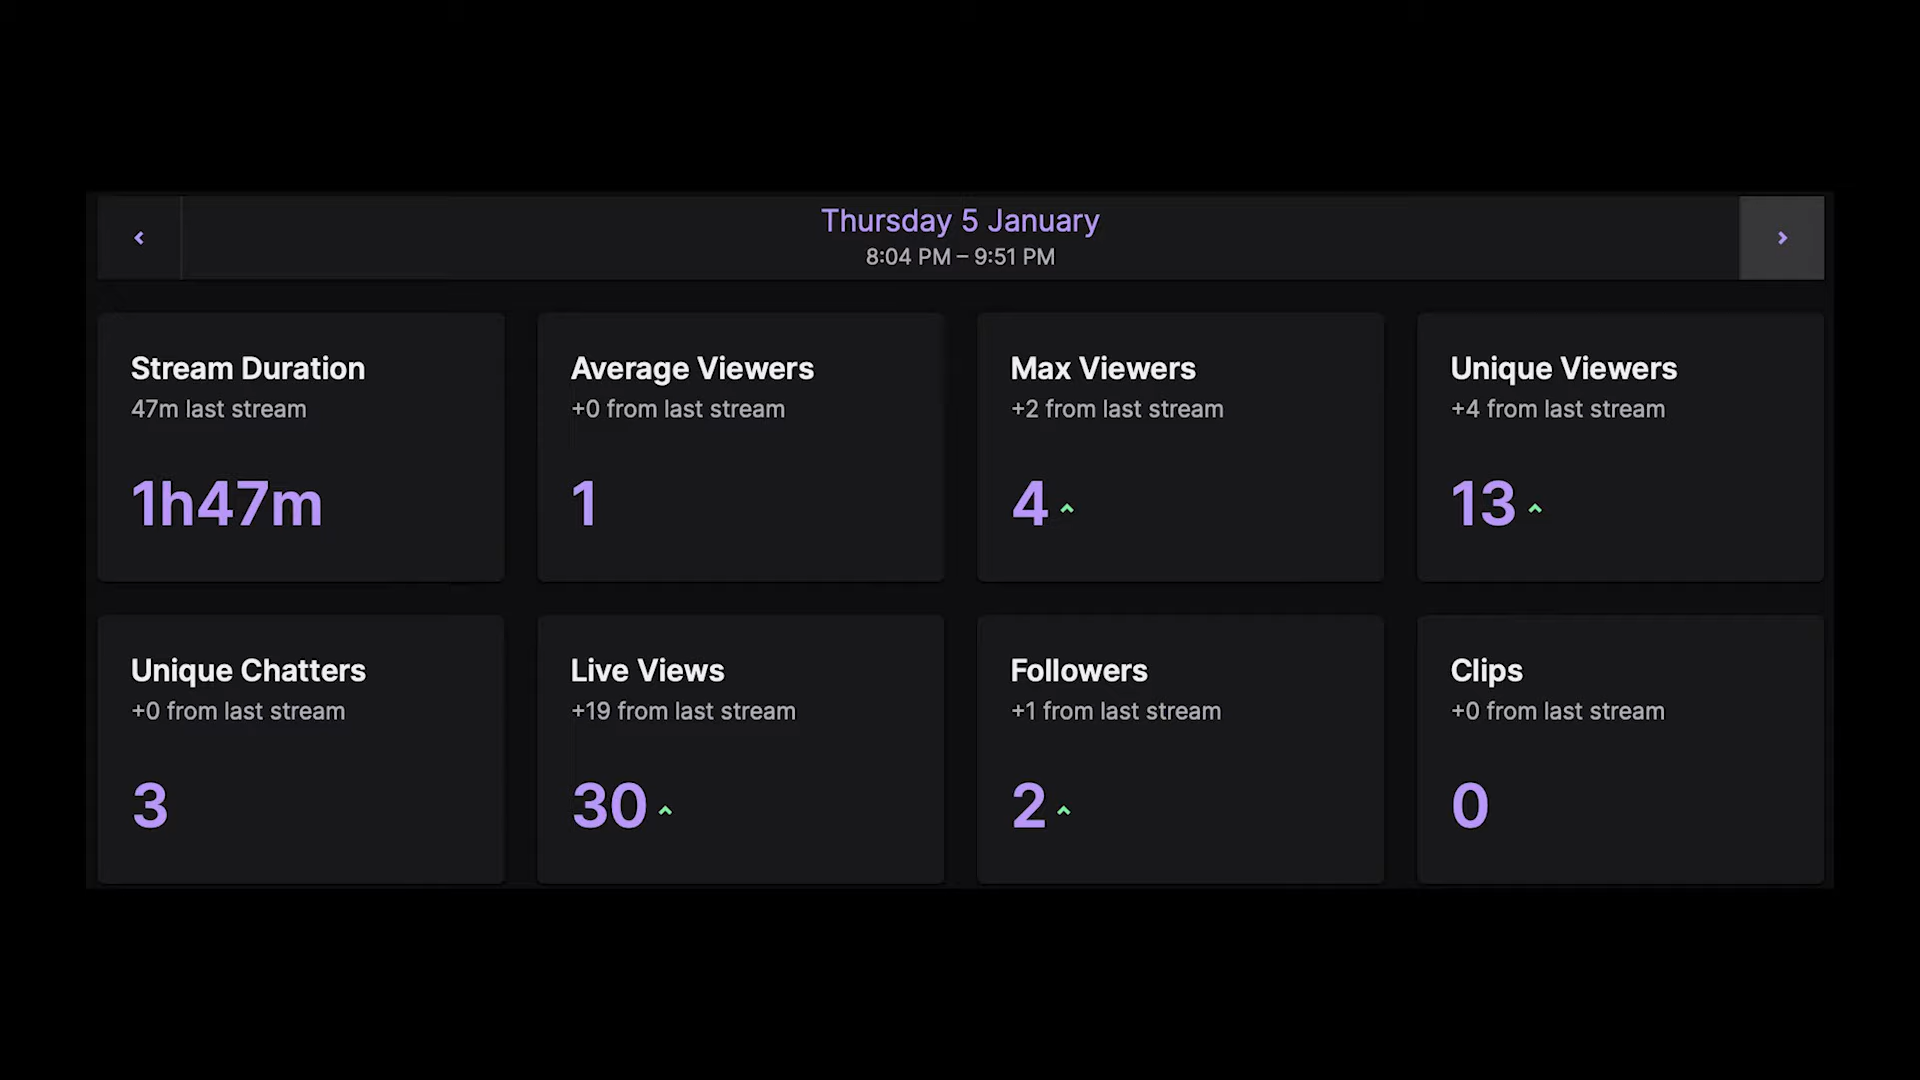 Thursday 5 January
8:04 PM – 9:51 PM
Stream Duration
47m last stream
1h47m
Average Viewers
+0 from last stream
1
Max Viewers
+2 from last stream
4
Unique Viewers
+4 from last stream
13
Unique Chatters
+0 from last stream
3
Live Views
+19 from last stream
30
Followers
+1 from last stream
2
Clips
+0 from last stream
0